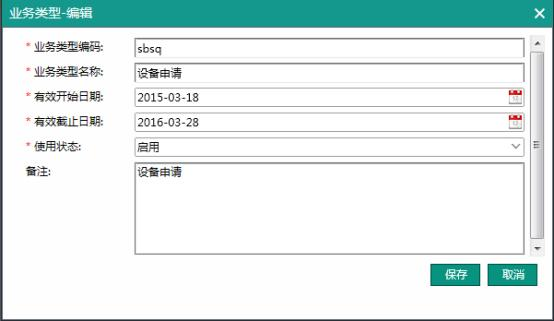 业务类型-编辑
* 业务类型编码: sbsq
* 业务类型名称: 设备申请
* 有效开始日期: 2015-03-18
* 有效截止日期: 2016-03-28
* 使用状态: 启用
备注: 设备申请
保存 取消